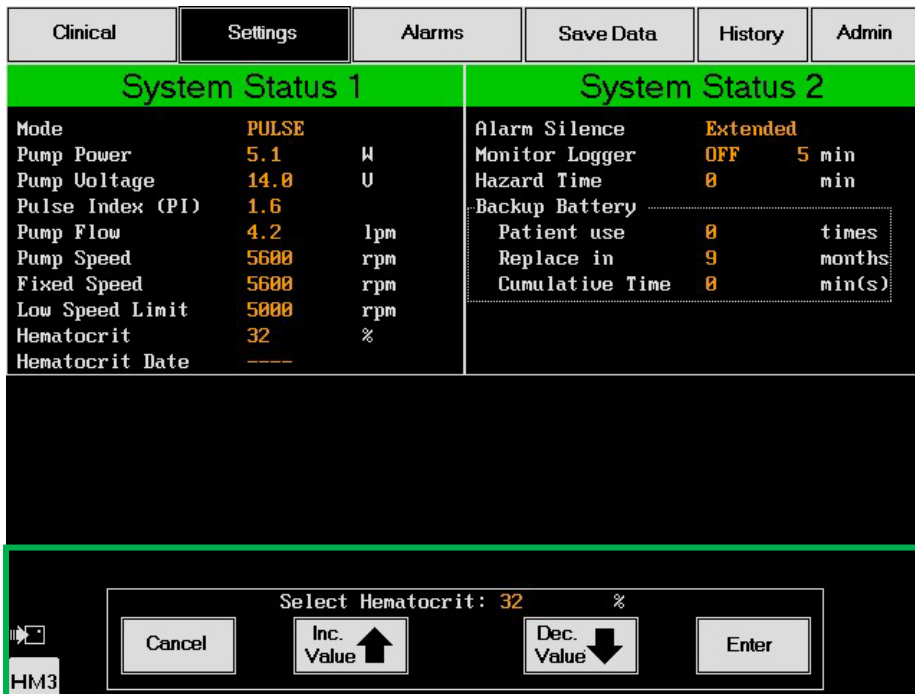 Clinical Settings Alarms Save Data History Admin
System Status 1
Mode PULSE
Pump Power 5.1 W
Pump Voltage 14.0 V
Pulse Index (PI) 1.6
Pump Flow 4.2 lpm
Pump Speed 5600 rpm
Fixed Speed 5600 rpm
Low Speed Limit 5000 rpm
Hematocrit 32 %
Hematocrit Date ----
System Status 2
Alarm Silence Extended
Monitor Logger OFF 5 min
Hazard Time 0 min
Backup Battery
Patient use 0 times
Replace in 9 months
Cumulative Time 0 min(s)
Select Hematocrit: 32 %
Cancel
Inc.
Value
Dec.
Value
Enter
HM3